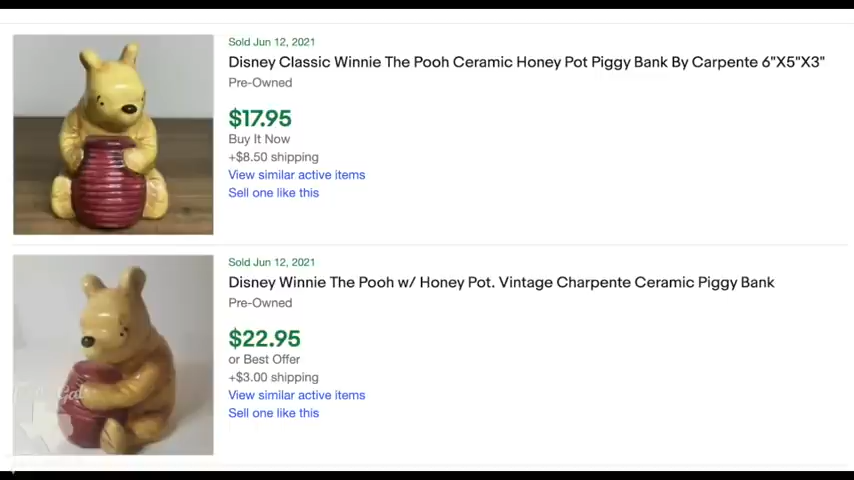 Sold Jun 12, 2021
Disney Classic Winnie The Pooh Ceramic Honey Pot Piggy Bank By Carpente 6"X5"X3"
Pre-Owned
$17.95
Buy It Now
+$8.50 shipping
View similar active items
Sell one like this
Sold Jun 12, 2021
Disney Winnie The Pooh w/ Honey Pot. Vintage Charpente Ceramic Piggy Bank
Pre-Owned
$22.95
or Best Offer
+$3.00 shipping
View similar active items
Sell one like this